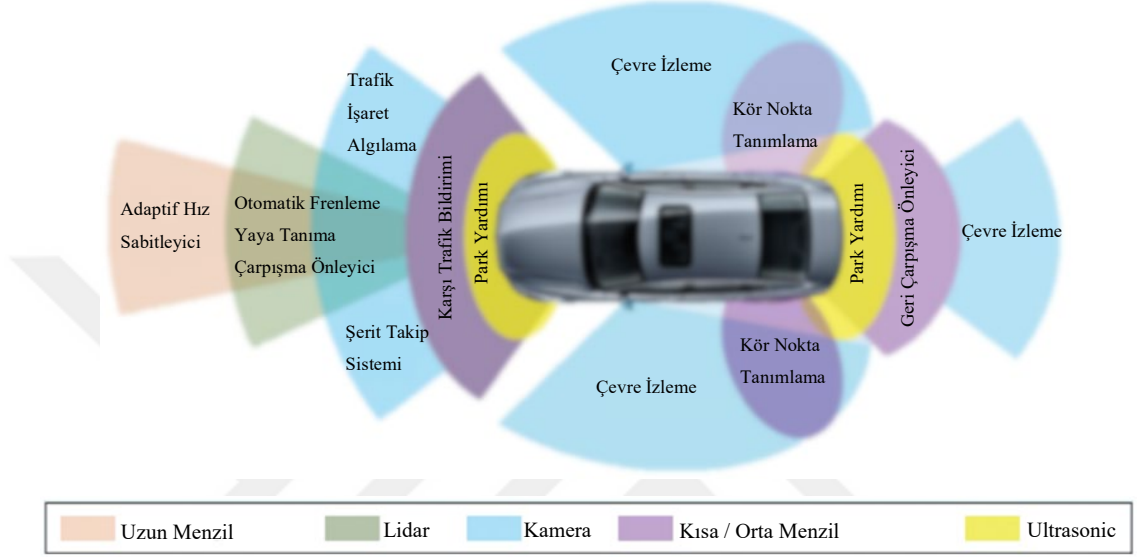 Çevre İzleme
Trafik
İşaret
Algılama
Kör Nokta
Tanımlama
Adaptif Hız
Sabitleyici
Otomatik Frenleme
Yaya Tanıma
Çarpışma Önleyici
Karşı Trafik Bildirimi
Park Yardımı
Park Yardımı
Geri Çarpışma Önleyici
Çevre İzleme
Şerit Takip
Sistemi
Kör Nokta
Tanımlama
Çevre İzleme
Uzun Menzil
Lidar
Kamera
Kısa / Orta Menzil
Ultrasonic